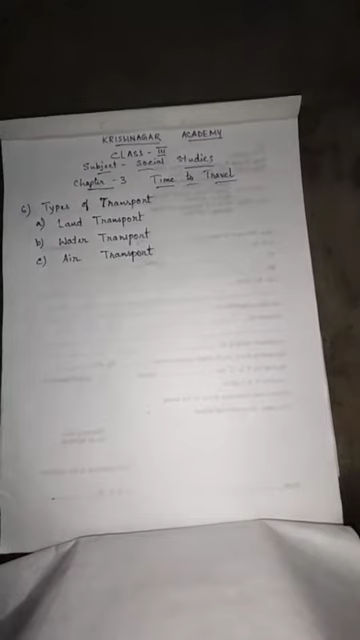 KRISHNAGAR ACADEMY
CLASS - III
Subject - Social Studies
Chapter - 3 Time to Travel
6) Types of Transport
a) Land Transport
b) Water Transport
c) Air Transport